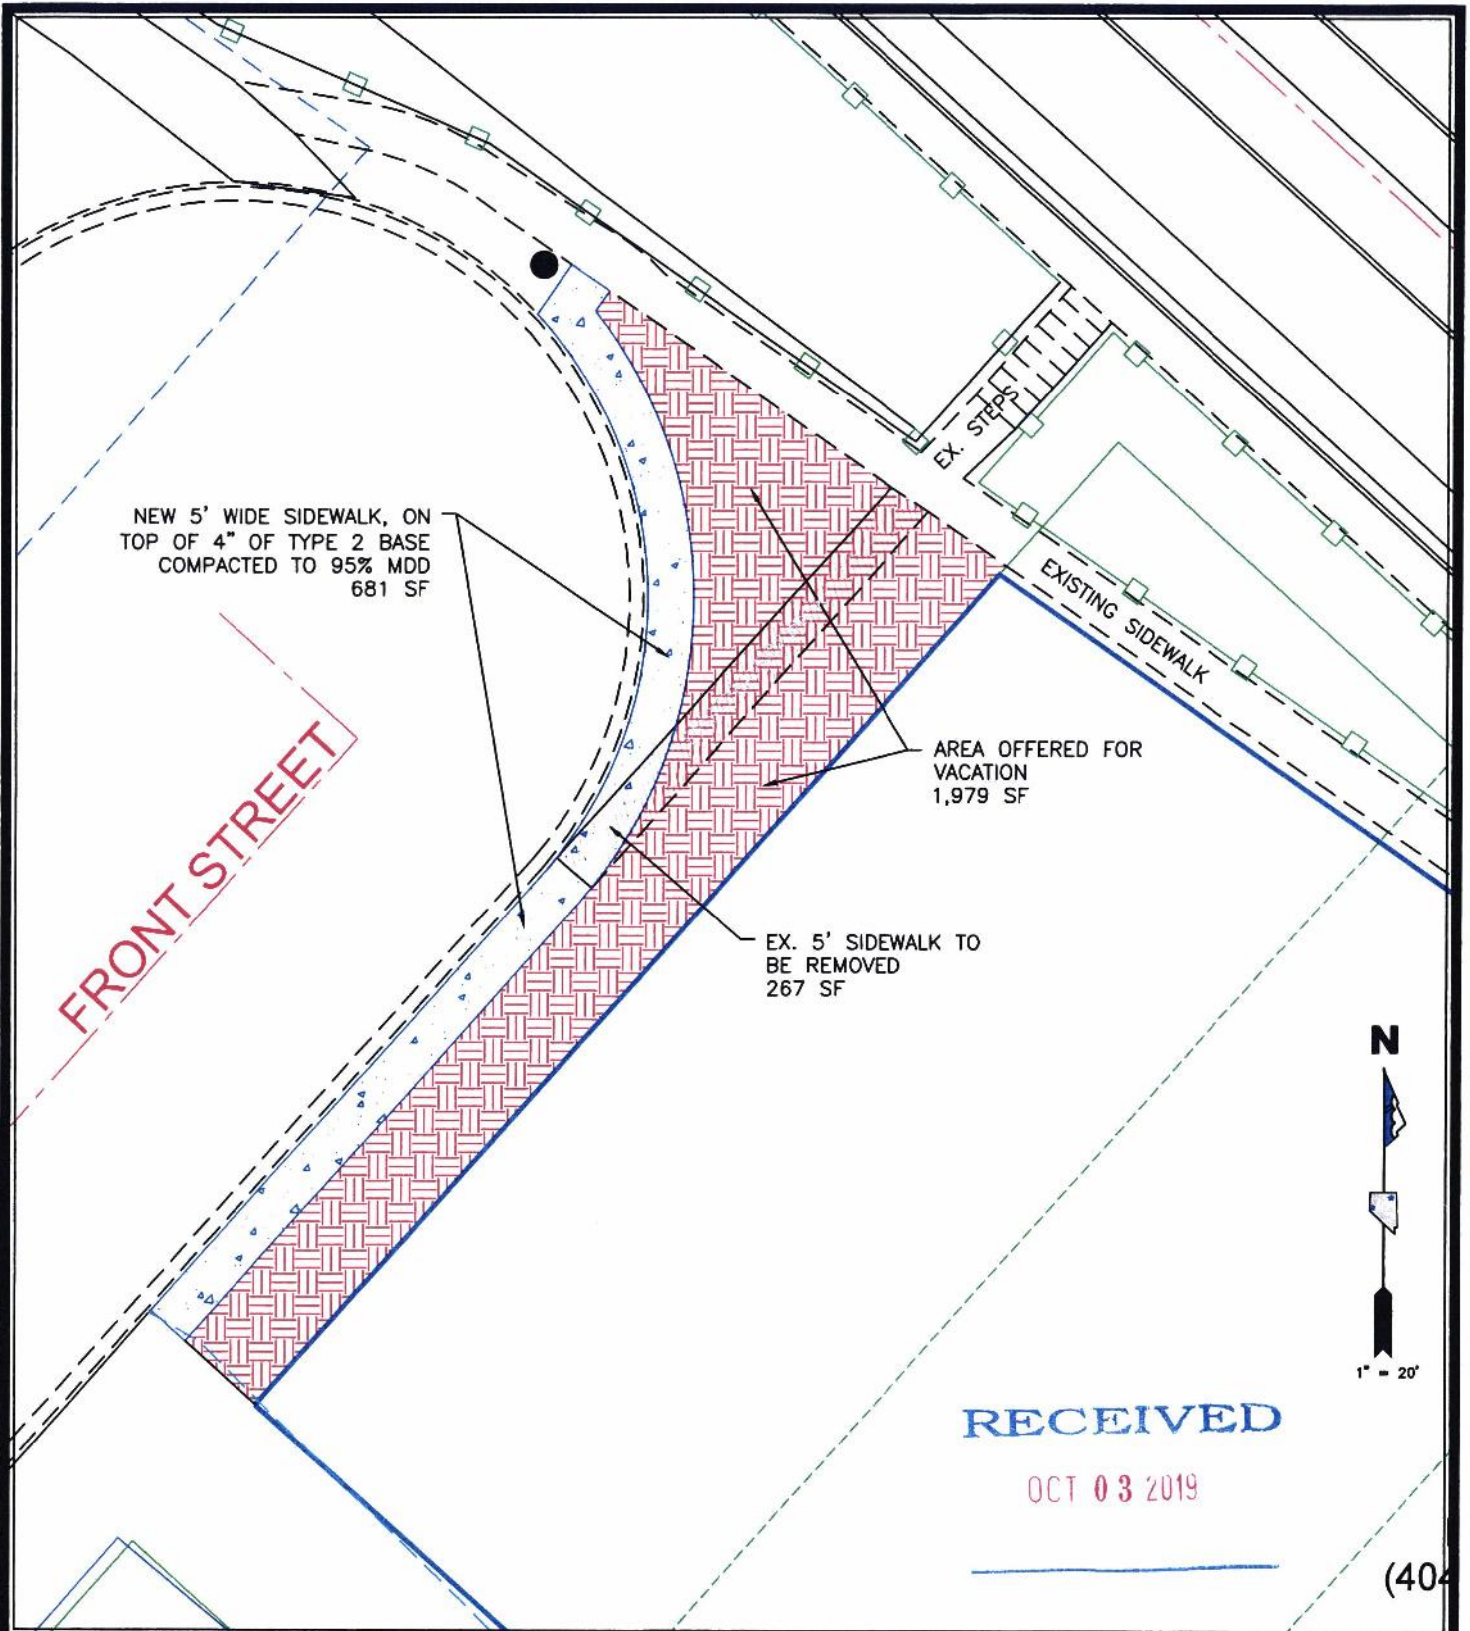 EX. STEPS
NEW 5' WIDE SIDEWALK, ON
TOP OF 4" OF TYPE 2 BASE
COMPACTED TO 95% MDD
681 SF
EXISTING SIDEWALK
FRONT STREET
AREA OFFERED FOR
VACATION
1,979 SF
EX. 5' SIDEWALK TO
BE REMOVED
267 SF
N
1" = 20'
RECEIVED
OCT 03 2019
(404